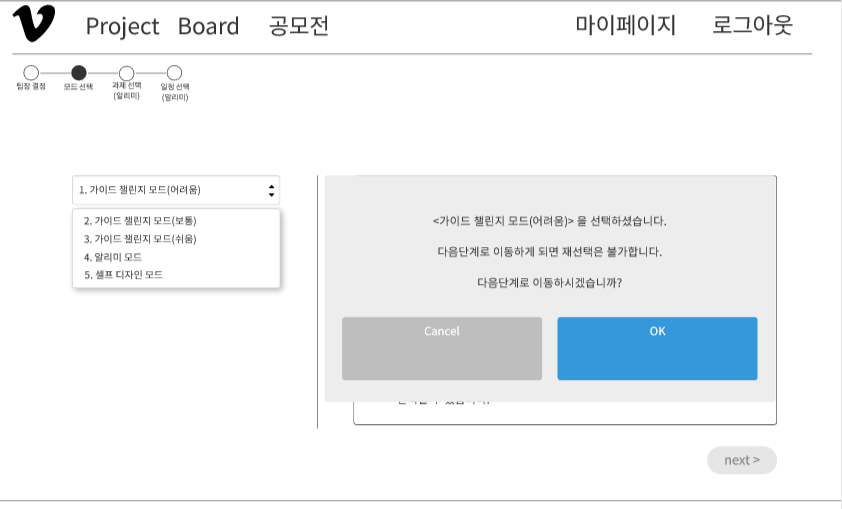 Project Board 공모전 마이페이지 로그아웃
팀장 결정 모드 선택 과제 선택 일정 선택
(알리미) (알리미)
1. 가이드 챌린지 모드(어려움)
2. 가이드 챌린지 모드(보통)
3. 가이드 챌린지 모드(쉬움)
4. 알리미 모드
5. 셀프 디자인 모드
<가이드 챌린지 모드(어려움)> 을 선택하셨습니다.
다음단계로 이동하게 되면 재선택은 불가합니다.
다음단계로 이동하시겠습니까?
Cancel OK
next >